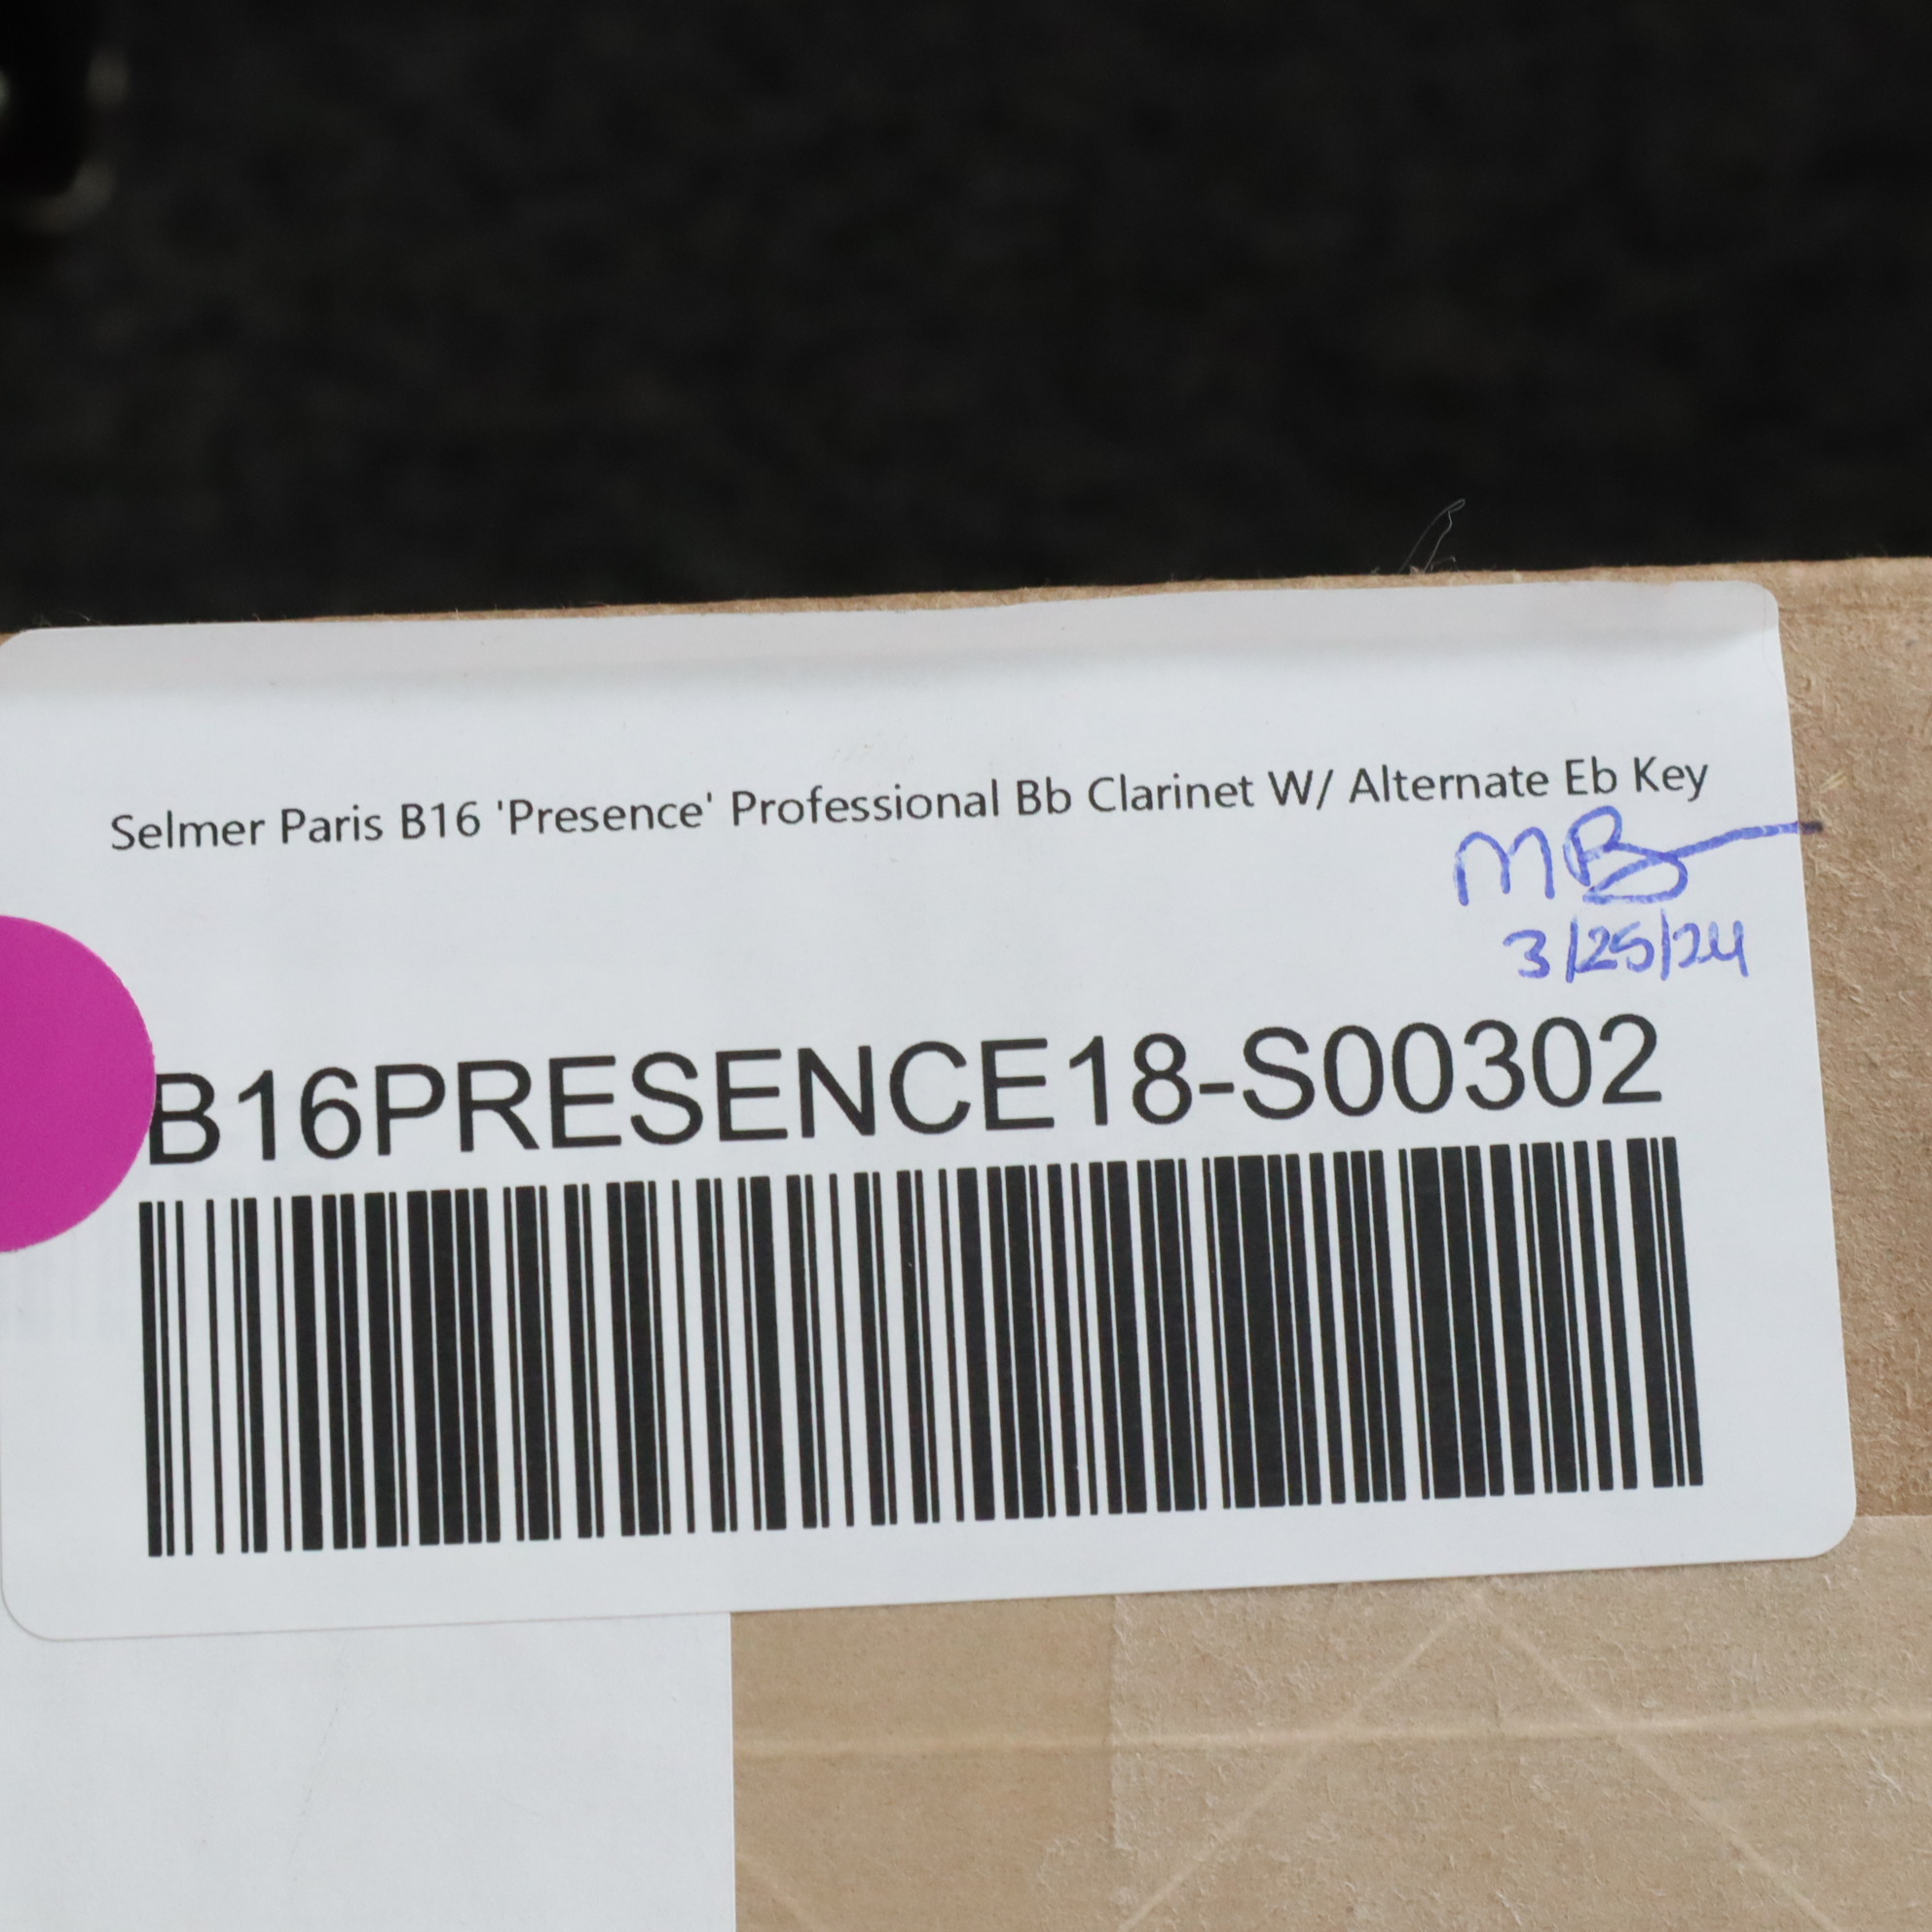 Selmer Paris B16 'Presence' Professional Bb Clarinet W/ Alternate Eb Key
MB
3/25/24
B16PRESENCE18-S00302